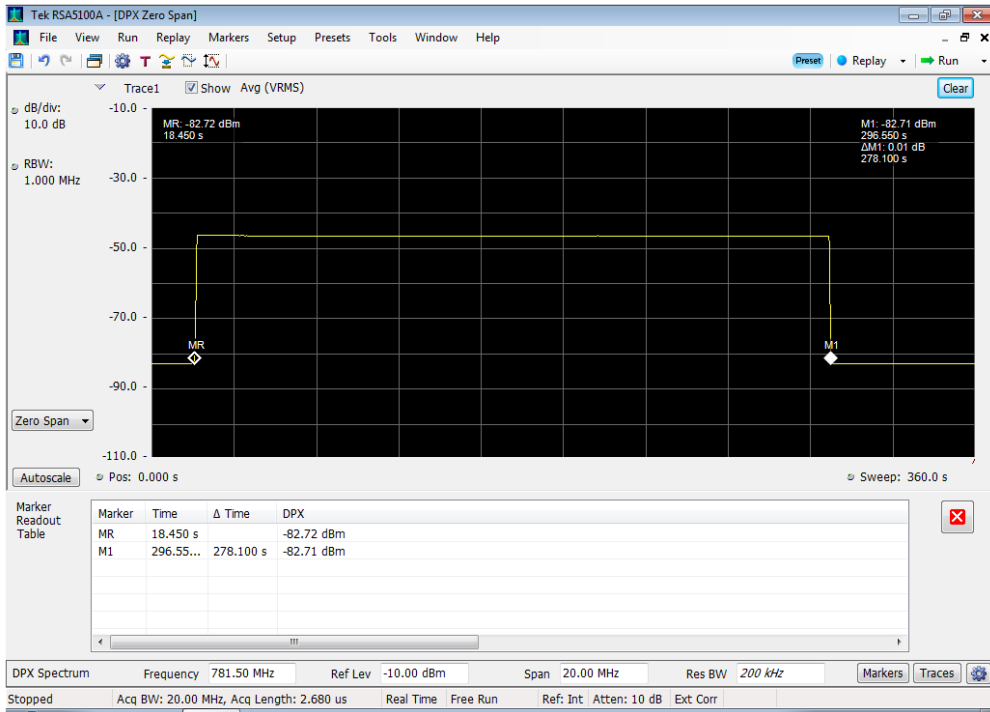 Tek RSA5100A - [DPX Zero Span]
File View Run Replay Markers Setup Presets Tools Window Help
T Preset Replay Run
Trace1 Show Avg (VRMS) Clear
dB/div:
10.0 dB
RBW:
1.000 MHz
-10.0
-30.0
-50.0
-70.0
-90.0
-110.0
MR: -82.72 dBm
18.450 s
M1: -82.71 dBm
296.550 s
ΔM1: 0.01 dB
278.100 s
MR M1
Zero Span
Autoscale Pos: 0.000 s Sweep: 360.0 s
Marker
Readout
Table
Marker Time Δ Time DPX
MR 18.450 s -82.72 dBm
M1 296.55... 278.100 s -82.71 dBm
DPX Spectrum Frequency 781.50 MHz Ref Lev -10.00 dBm Span 20.00 MHz Res BW 200 kHz Markers Traces
Stopped Acq BW: 20.00 MHz, Acq Length: 2.680 us Real Time Free Run Ref: Int Atten: 10 dB Ext Corr